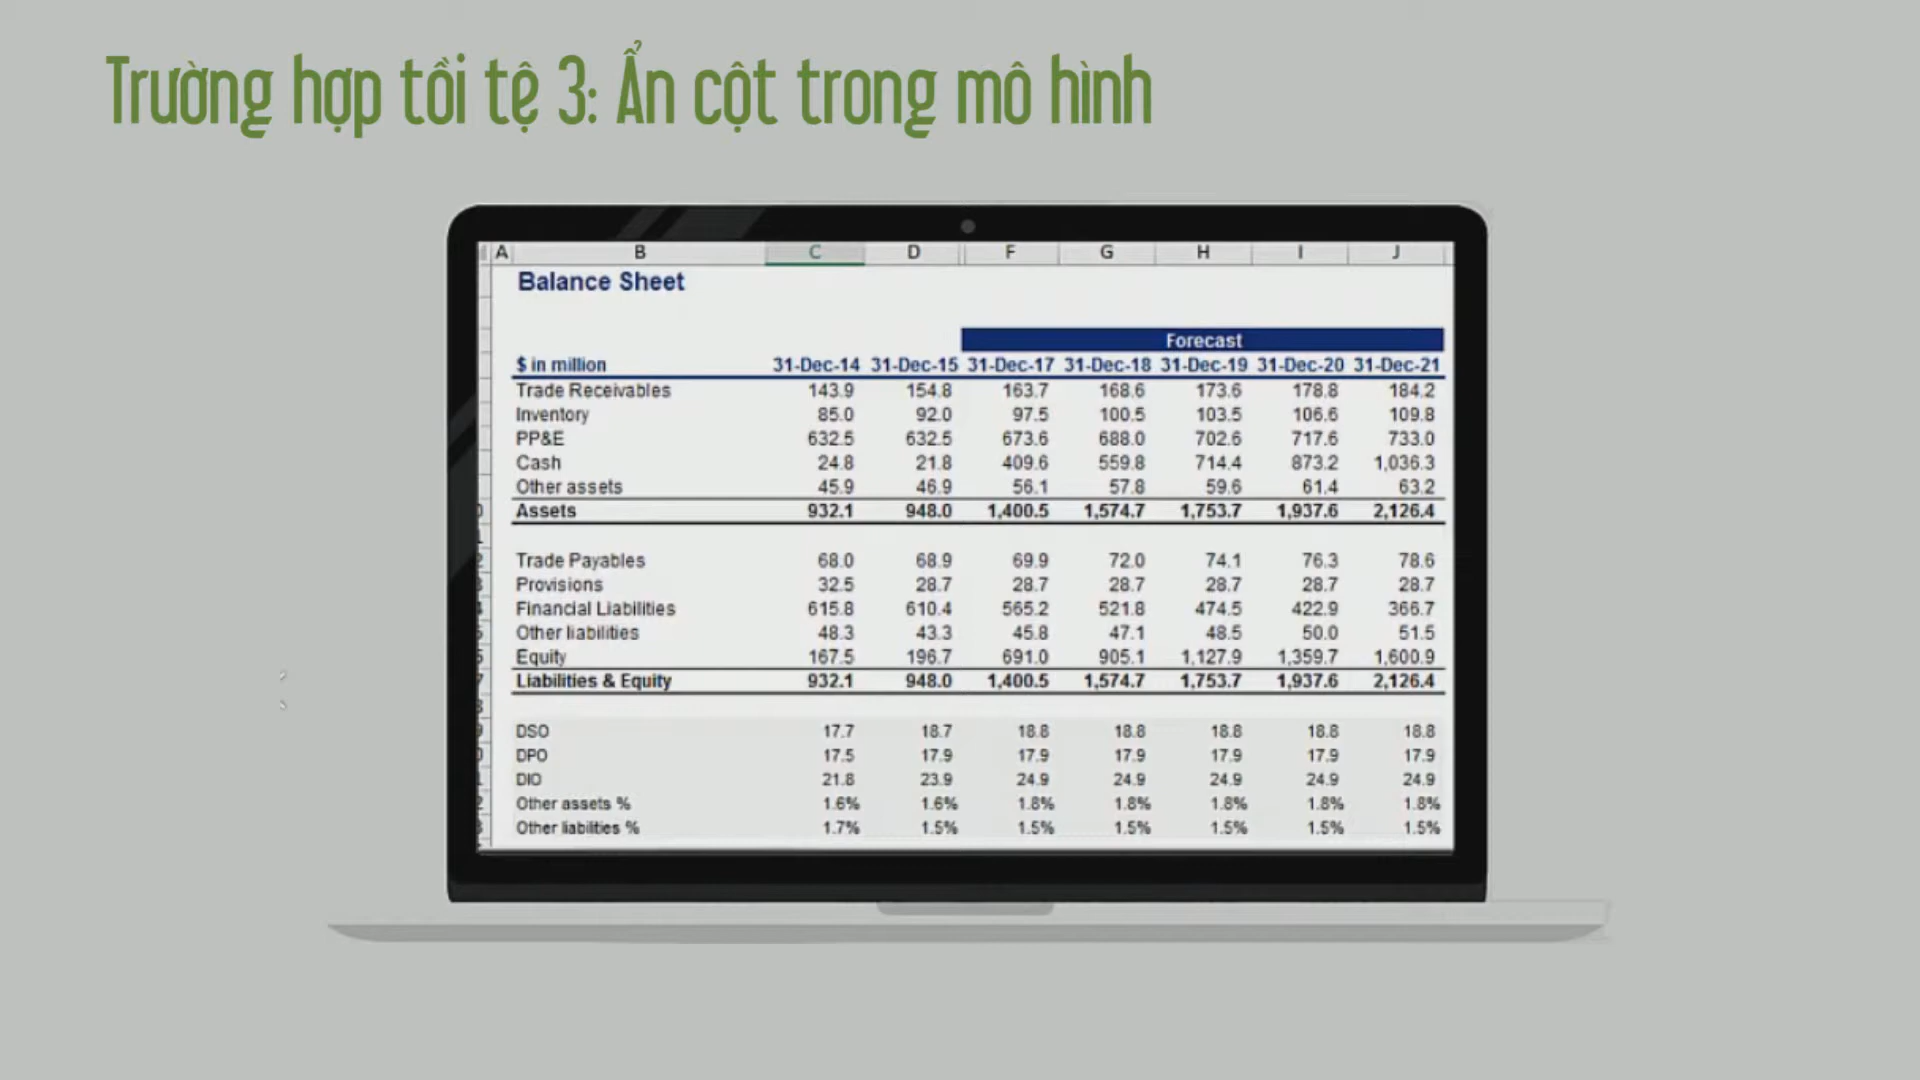 Trường hợp tồi tệ 3: Ẩn cột trong mô hình
A B C D F G H I J
Balance Sheet
Forecast
$ in million 31-Dec-14 31-Dec-15 31-Dec-17 31-Dec-18 31-Dec-19 31-Dec-20 31-Dec-21
Trade Receivables 143.9 154.8 163.7 168.6 173.6 178.8 184.2
Inventory 85.0 92.0 97.5 100.5 103.5 106.6 109.8
PP&E 632.5 632.5 673.6 688.0 702.6 717.6 733.0
Cash 24.8 21.8 409.6 559.8 714.4 873.2 1,036.3
Other assets 45.9 46.9 56.1 57.8 59.6 61.4 63.2
Assets 932.1 948.0 1,400.5 1,574.7 1,753.7 1,937.6 2,126.4
Trade Payables 68.0 68.9 69.9 72.0 74.1 76.3 78.6
Provisions 32.5 28.7 28.7 28.7 28.7 28.7 28.7
Financial Liabilities 615.8 610.4 565.2 521.8 474.5 422.9 366.7
Other liabilities 48.3 43.3 45.8 47.1 48.5 50.0 51.5
Equity 167.5 196.7 691.0 905.1 1,127.9 1,359.7 1,600.9
Liabilities & Equity 932.1 948.0 1,400.5 1,574.7 1,753.7 1,937.6 2,126.4
DSO 17.7 18.7 18.8 18.8 18.8 18.8 18.8
DPO 17.5 17.9 17.9 17.9 17.9 17.9 17.9
DIO 21.8 23.9 24.9 24.9 24.9 24.9 24.9
Other assets % 1.6% 1.6% 1.8% 1.8% 1.8% 1.8% 1.8%
Other liabilities % 1.7% 1.5% 1.5% 1.5% 1.5% 1.5% 1.5%